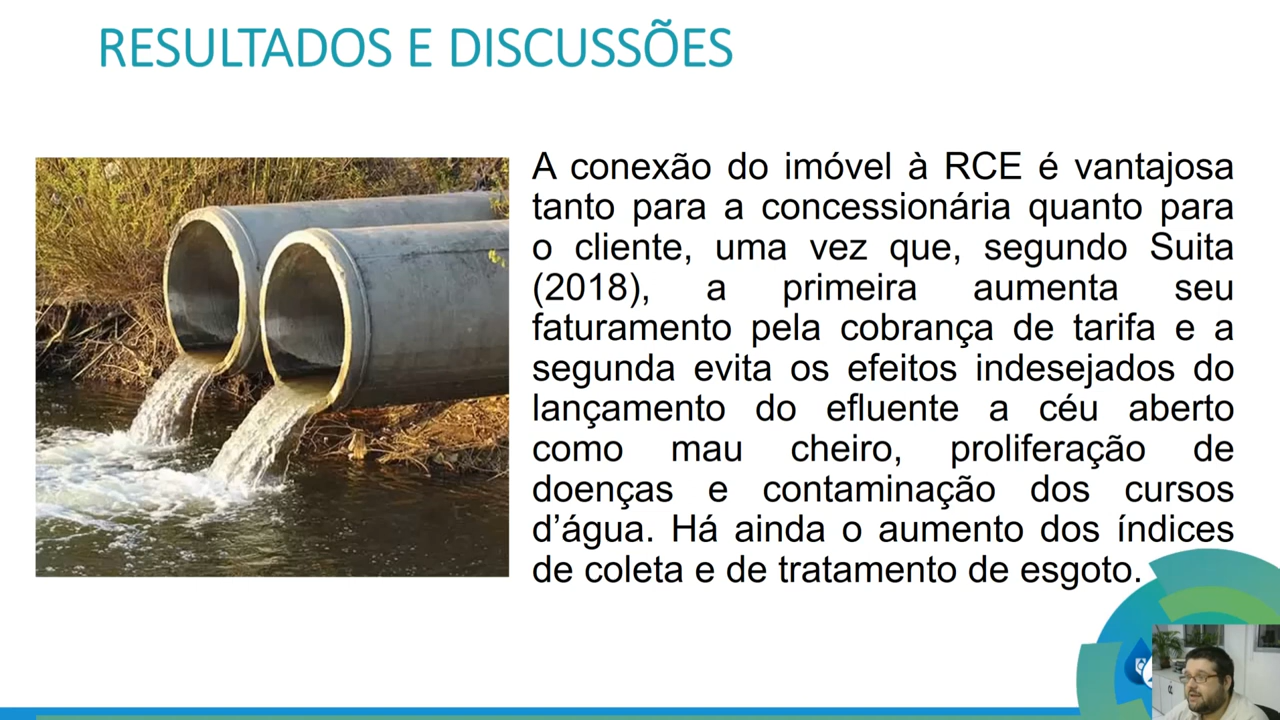 RESULTADOS E DISCUSSÕES
A conexão do imóvel à RCE é vantajosa
tanto para a concessionária quanto para
o cliente, uma vez que, segundo Suita
(2018), a primeira aumenta seu
faturamento pela cobrança de tarifa e a
segunda evita os efeitos indesejados do
lançamento do efluente a céu aberto
como mau cheiro, proliferação de
doenças e contaminação dos cursos
d’água. Há ainda o aumento dos índices
de coleta e de tratamento de esgoto.